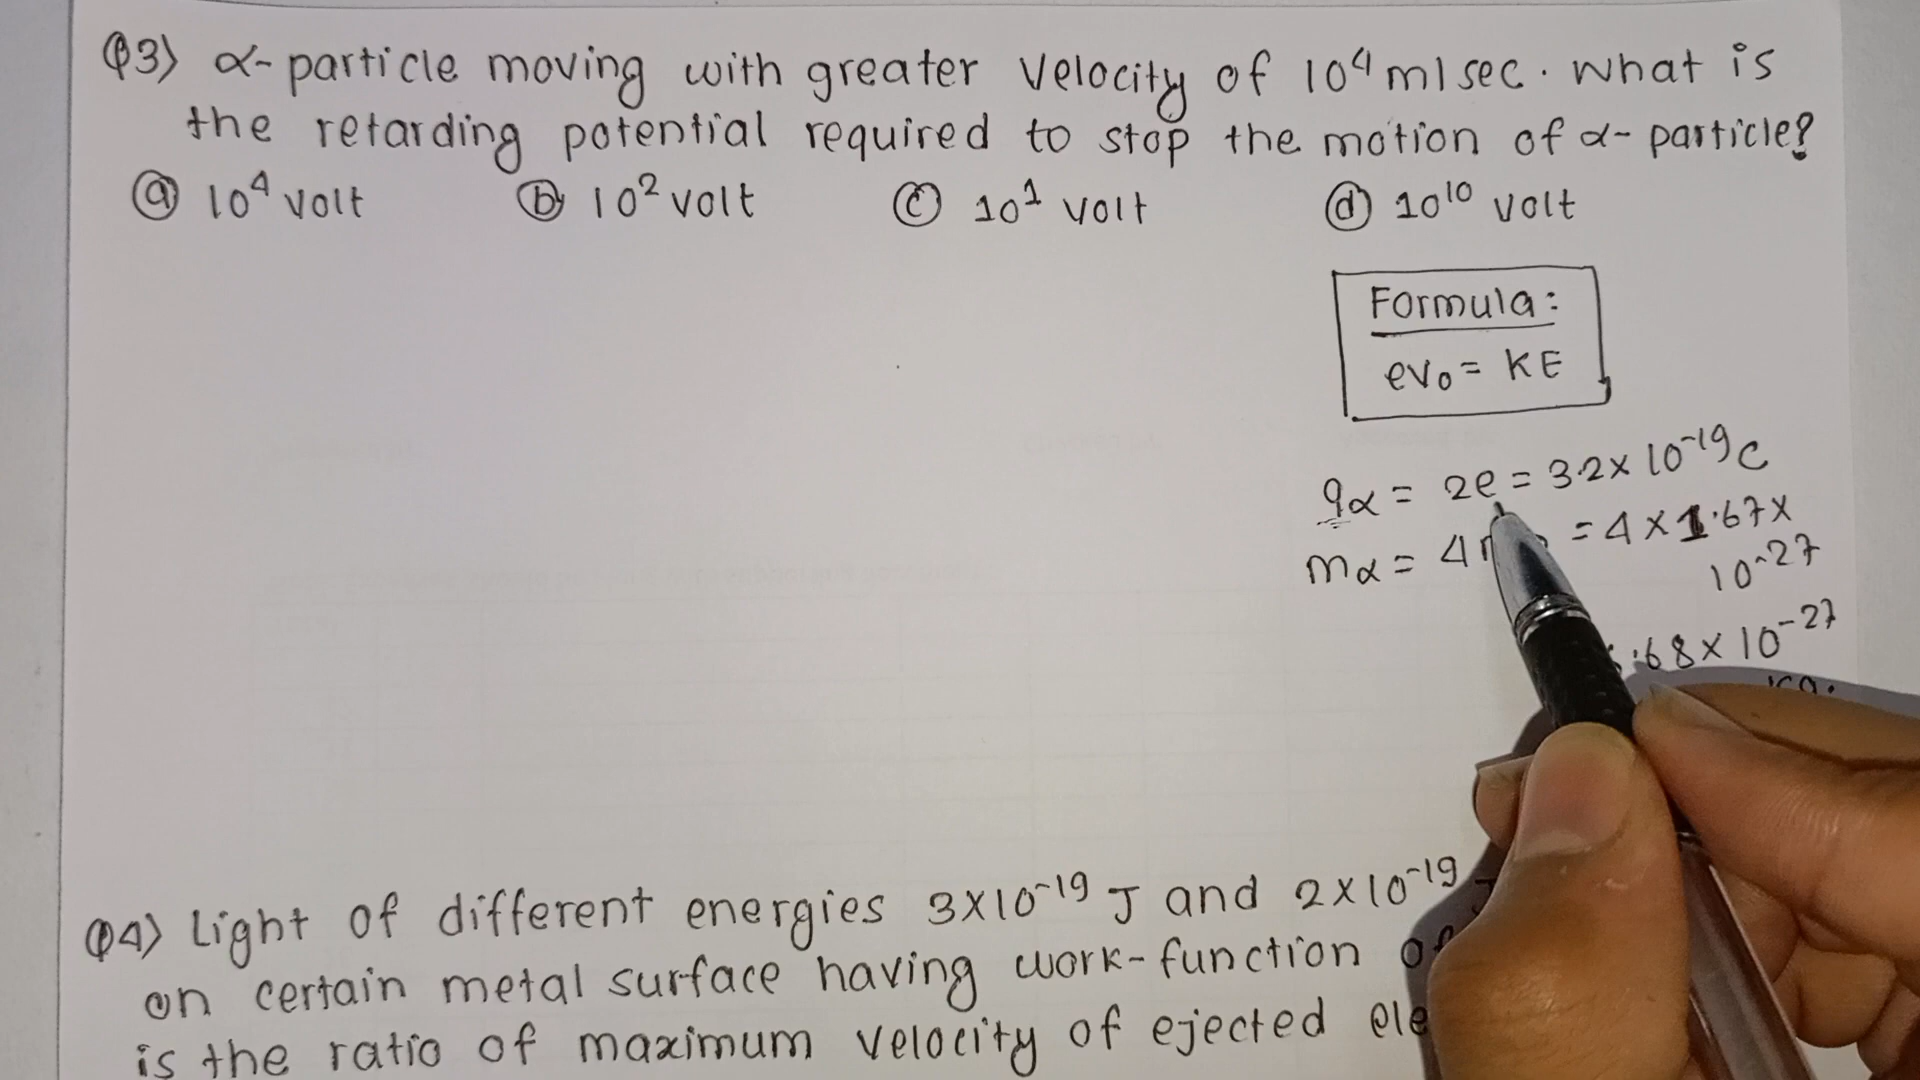 Q3) α-particle moving with greater velocity of 10⁴ m/sec. what is
the retarding potential required to stop the motion of α-particle?
ⓐ 10⁴ volt ⓑ 10² volt ⓒ 10¹ volt ⓓ 10¹⁰ volt
Formula:
ev₀ = KE
qα = 2e = 3.2 × 10⁻¹⁹ C
mα = 4 = 4 × 1.67 ×
10⁻²⁷
.68 × 10⁻²⁷
kg.
Q4) Light of different energies 3×10⁻¹⁹ J and 2×10⁻¹⁹
on certain metal surface having work-function of
is the ratio of maximum velocity of ejected ele